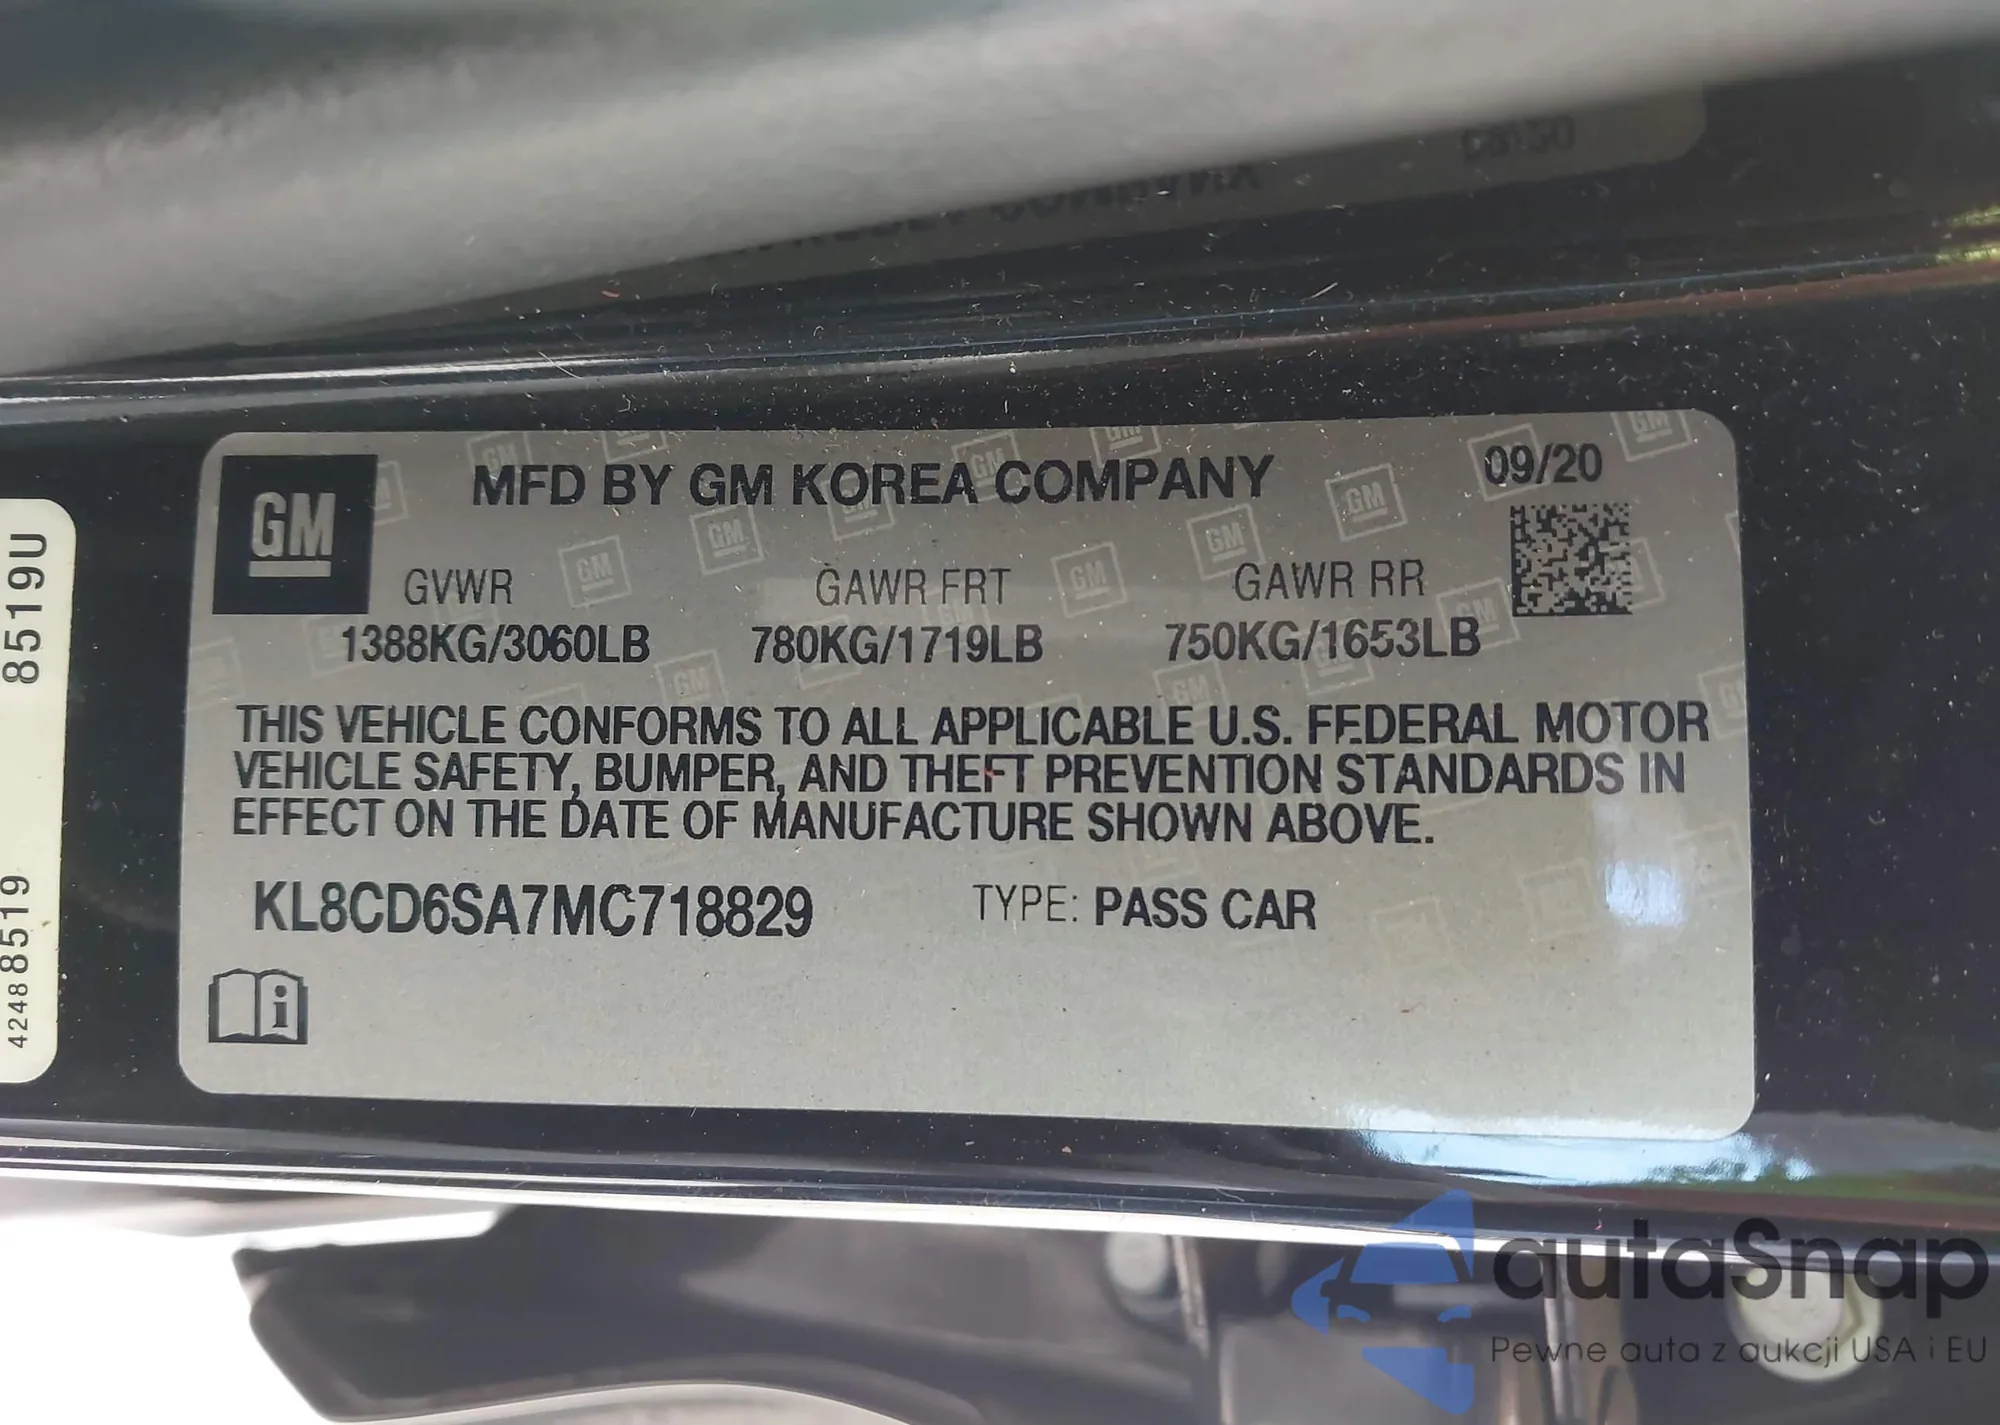 MFD BY GM KOREA COMPANY
09/20
GM
GVWR
GAWR FRT
GAWR RR
1388KG/3060LB
780KG/1719LB
750KG/1653LB
THIS VEHICLE CONFORMS TO ALL APPLICABLE U.S. FEDERAL MOTOR
VEHICLE SAFETY, BUMPER, AND THEFT PREVENTION STANDARDS IN
EFFECT ON THE DATE OF MANUFACTURE SHOWN ABOVE.
KL8CD6SA7MC718829
TYPE: PASS CAR
i
42485519
8519U
autaSnap
Pewne auta z aukcji USA i EU